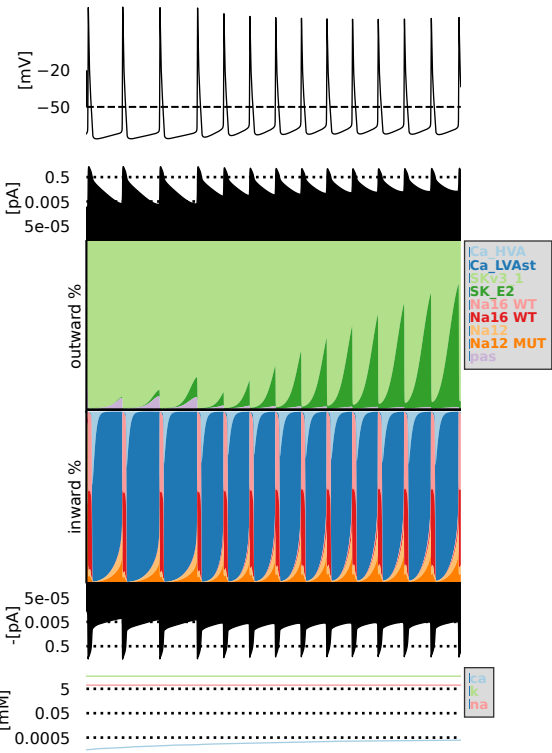 [mV]
−20
−50
[pA]
0.5
0.005
5e-05
outward %
Ca_HVA
Ca_LVAst
SKv3_1
SK_E2
Na16 WT
Na16 WT
Na12
Na12 MUT
pas
inward %
-[pA]
5e-05
0.005
0.5
[mM]
5
0.05
0.0005
ca
k
na